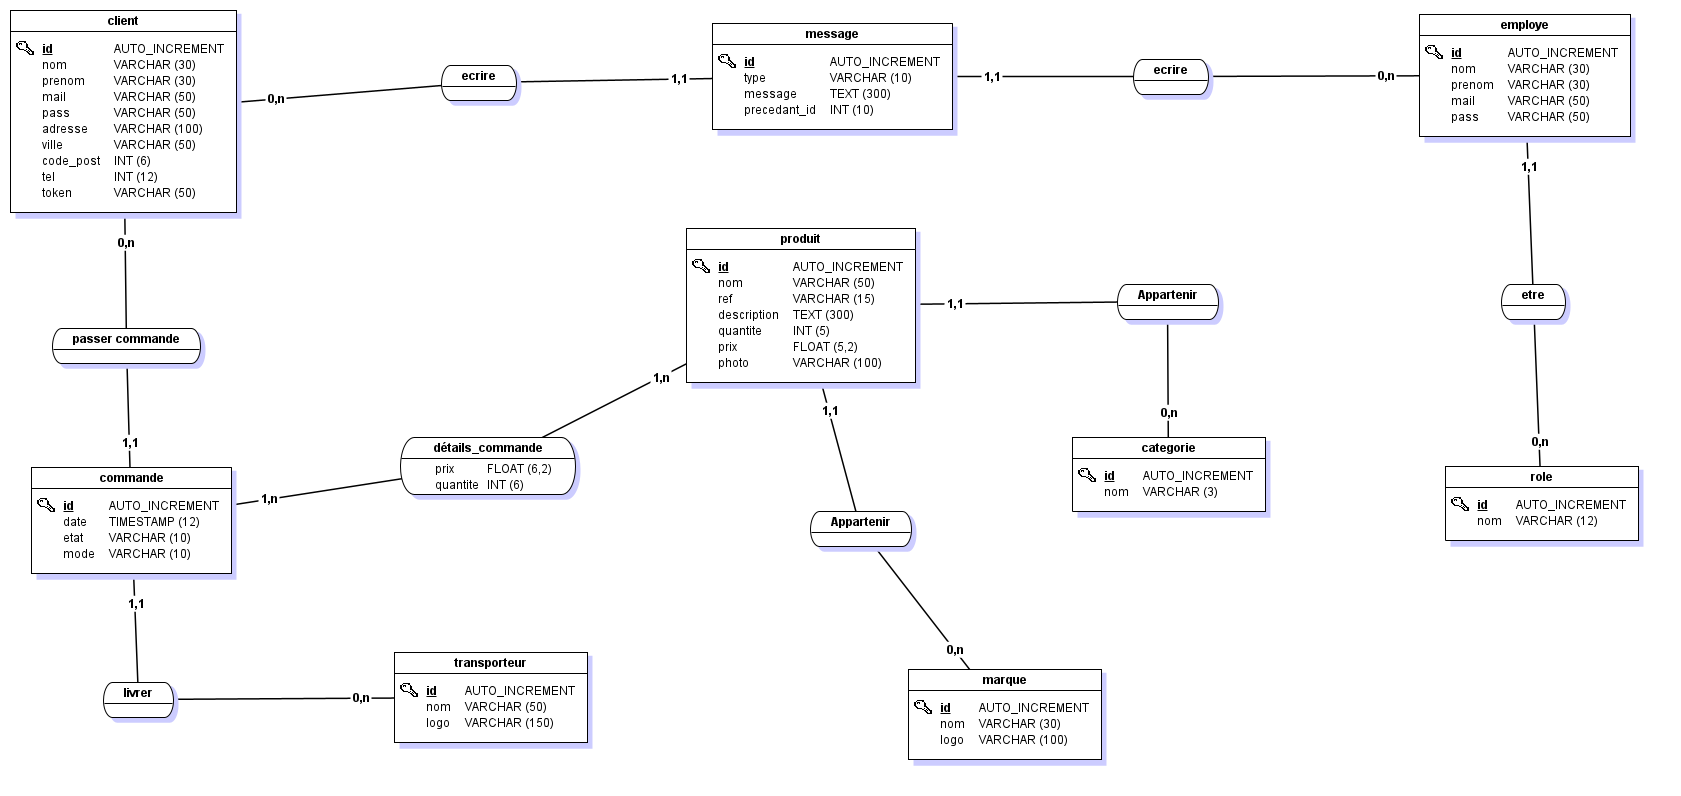 client
id AUTO_INCREMENT
nom VARCHAR (30)
prenom VARCHAR (30)
mail VARCHAR (50)
pass VARCHAR (50)
adresse VARCHAR (100)
ville VARCHAR (50)
code_post INT (6)
tel INT (12)
token VARCHAR (50)
0,n
ecrire
1,1
message
id AUTO_INCREMENT
type VARCHAR (10)
message TEXT (300)
precedant_id INT (10)
1,1
ecrire
0,n
employe
id AUTO_INCREMENT
nom VARCHAR (30)
prenom VARCHAR (30)
mail VARCHAR (50)
pass VARCHAR (50)
1,1
etre
0,n
role
id AUTO_INCREMENT
nom VARCHAR (12)
0,n
passer commande
1,1
commande
id AUTO_INCREMENT
date TIMESTAMP (12)
etat VARCHAR (10)
mode VARCHAR (10)
1,n
détails_commande
prix FLOAT (6,2)
quantite INT (6)
1,n
produit
id AUTO_INCREMENT
nom VARCHAR (50)
ref VARCHAR (15)
description TEXT (300)
quantite INT (5)
prix FLOAT (5,2)
photo VARCHAR (100)
1,1
Appartenir
0,n
categorie
id AUTO_INCREMENT
nom VARCHAR (3)
1,1
Appartenir
0,n
marque
id AUTO_INCREMENT
nom VARCHAR (30)
logo VARCHAR (100)
1,1
livrer
0,n
transporteur
id AUTO_INCREMENT
nom VARCHAR (50)
logo VARCHAR (150)